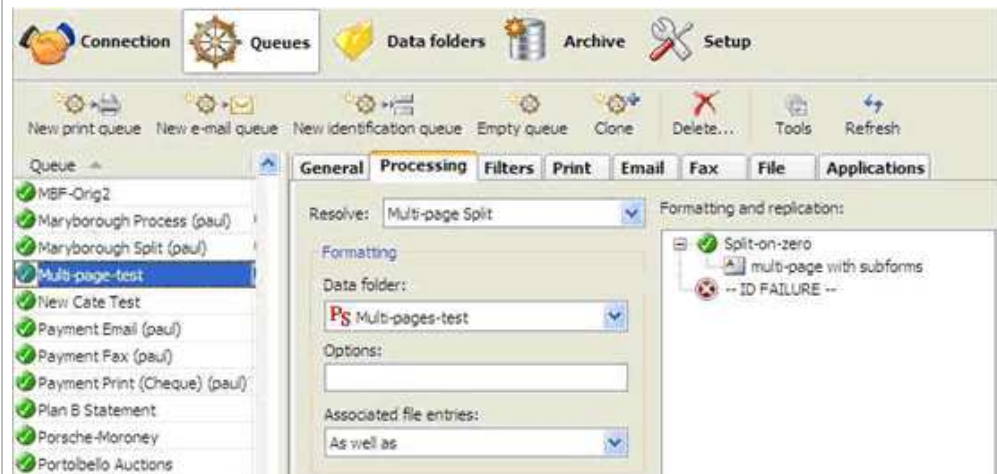 Connection Queues Data folders Archive Setup
New print queue New e-mail queue New identification queue Empty queue Clone Delete... Tools Refresh
Queue
MBF-Orig2
Maryborough Process (paul)
Maryborough Split (paul)
Multi-page-test
New Cate Test
Payment Email (paul)
Payment Fax (paul)
Payment Print (Cheque) (paul)
Plan B Statement
Porsche-Moroney
Portobello Auctions
General Processing Filters Print Email Fax File Applications
Resolve: Multi-page Split
Formatting
Data folder:
PS Multi-pages-test
Options:
Associated file entries:
As well as
Formatting and replication:
Split-on-zero
multi-page with subforms
-- ID FAILURE --